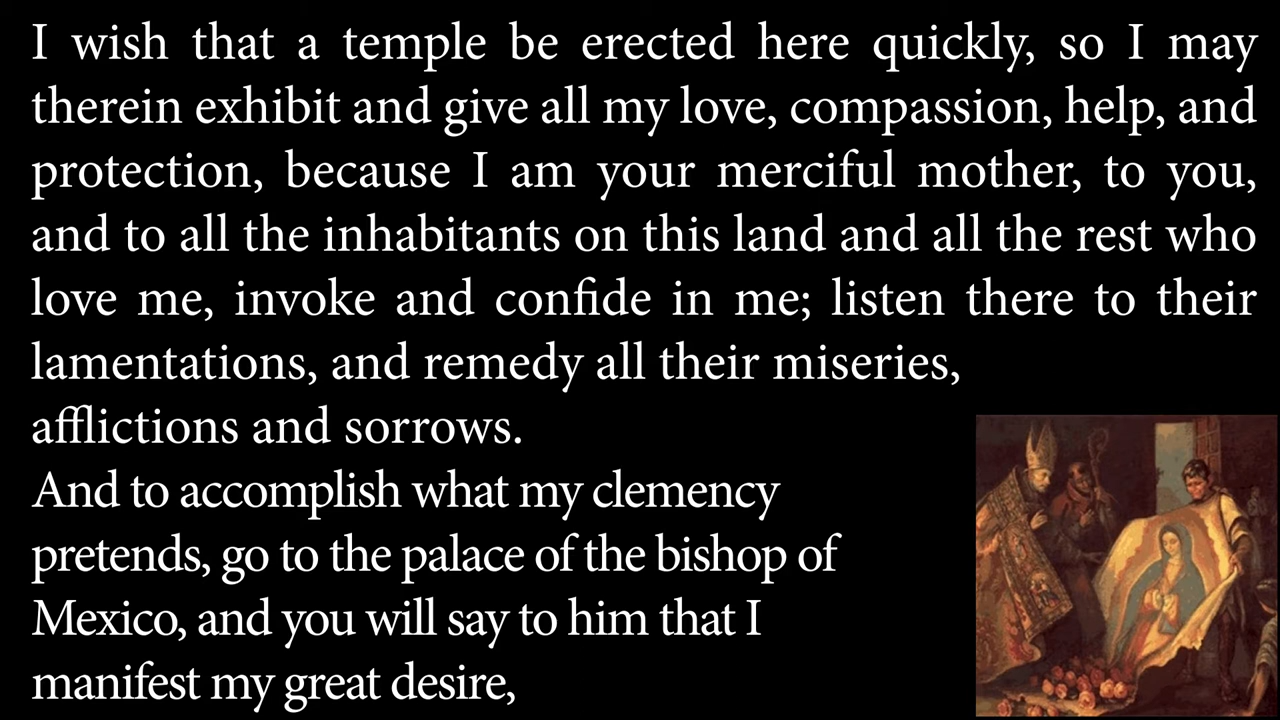 I wish that a temple be erected here quickly, so I may
therein exhibit and give all my love, compassion, help, and
protection, because I am your merciful mother, to you,
and to all the inhabitants on this land and all the rest who
love me, invoke and confide in me; listen there to their
lamentations, and remedy all their miseries,
afflictions and sorrows.
And to accomplish what my clemency
pretends, go to the palace of the bishop of
Mexico, and you will say to him that I
manifest my great desire,